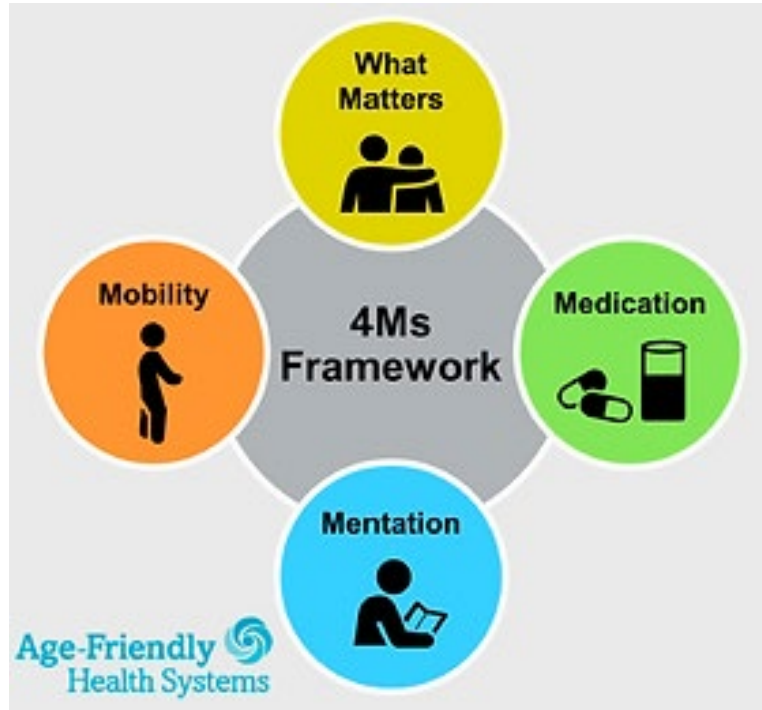 What
Matters
Mobility
4Ms
Framework
Medication
Mentation
Age-Friendly
Health Systems